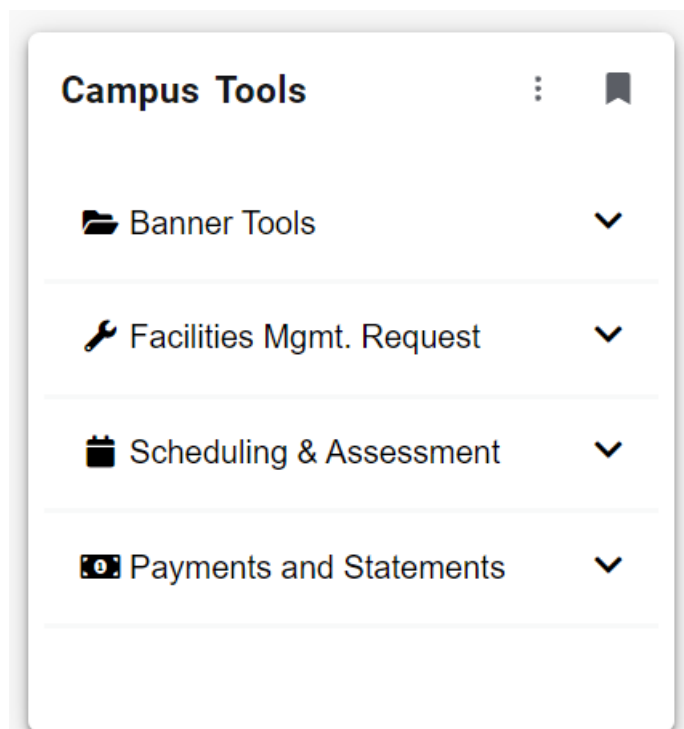 Campus Tools
Banner Tools
Facilities Mgmt. Request
Scheduling & Assessment
Payments and Statements